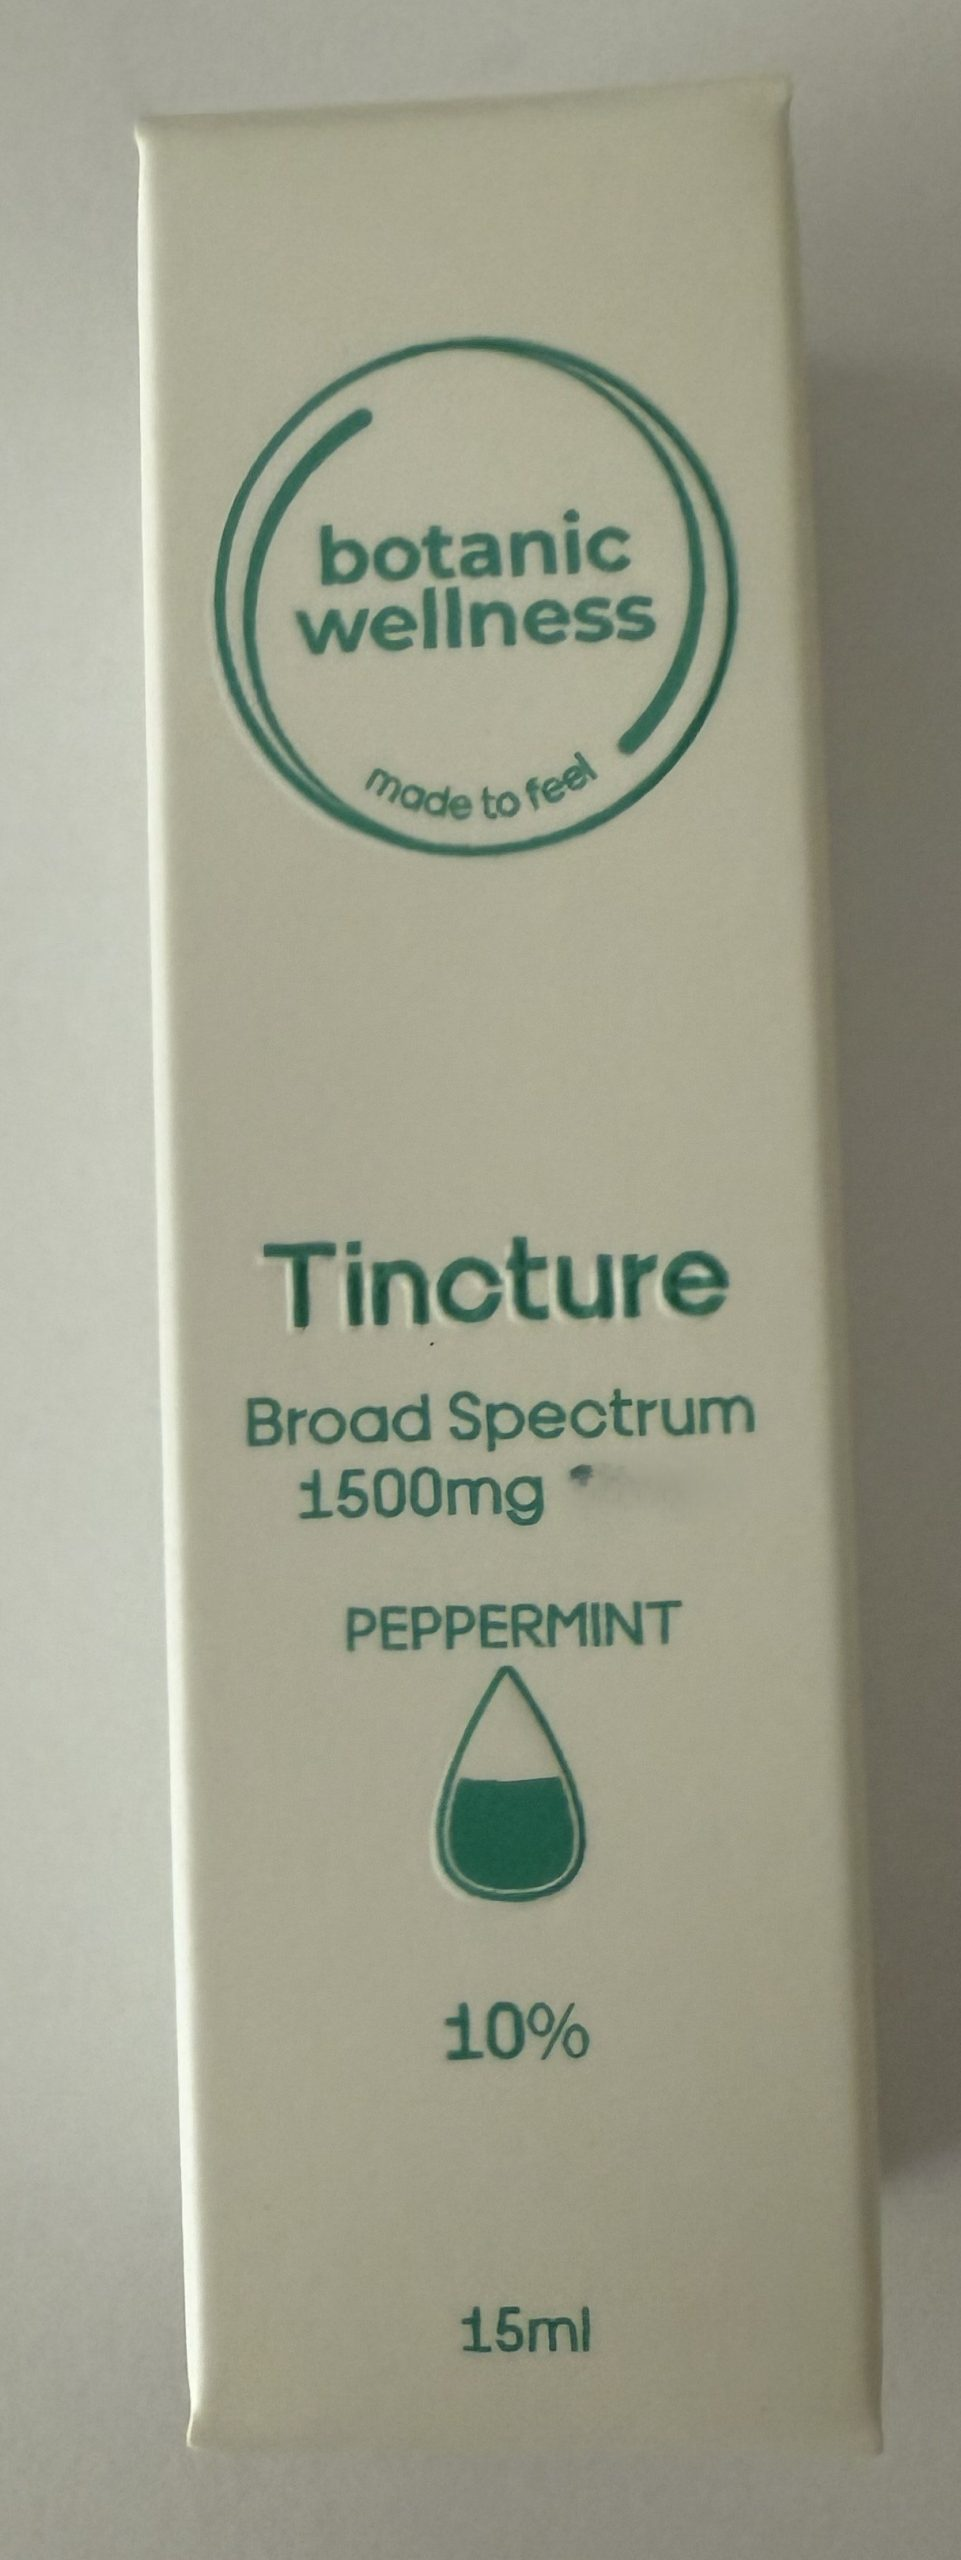 botanic
wellness
made to feel
Tincture
Broad Spectrum
1500mg
PEPPERMINT
10%
15ml